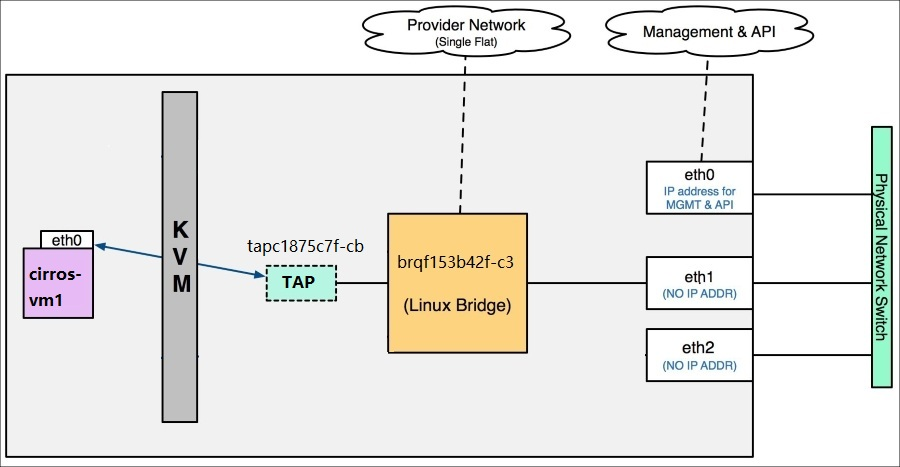 Provider Network
(Single Flat)
Management & API
eth0
IP address for
MGMT & API
Physical Network Switch
K
V
M
eth0
cirros-
vm1
tapc1875c7f-cb
TAP
brqf153b42f-c3
(Linux Bridge)
eth1
(NO IP ADDR)
eth2
(NO IP ADDR)